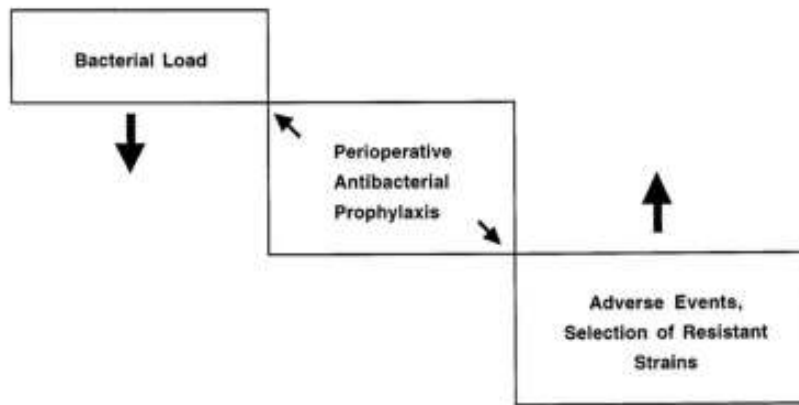 Bacterial Load
Perioperative
Antibacterial
Prophylaxis
Adverse Events,
Selection of Resistant
Strains